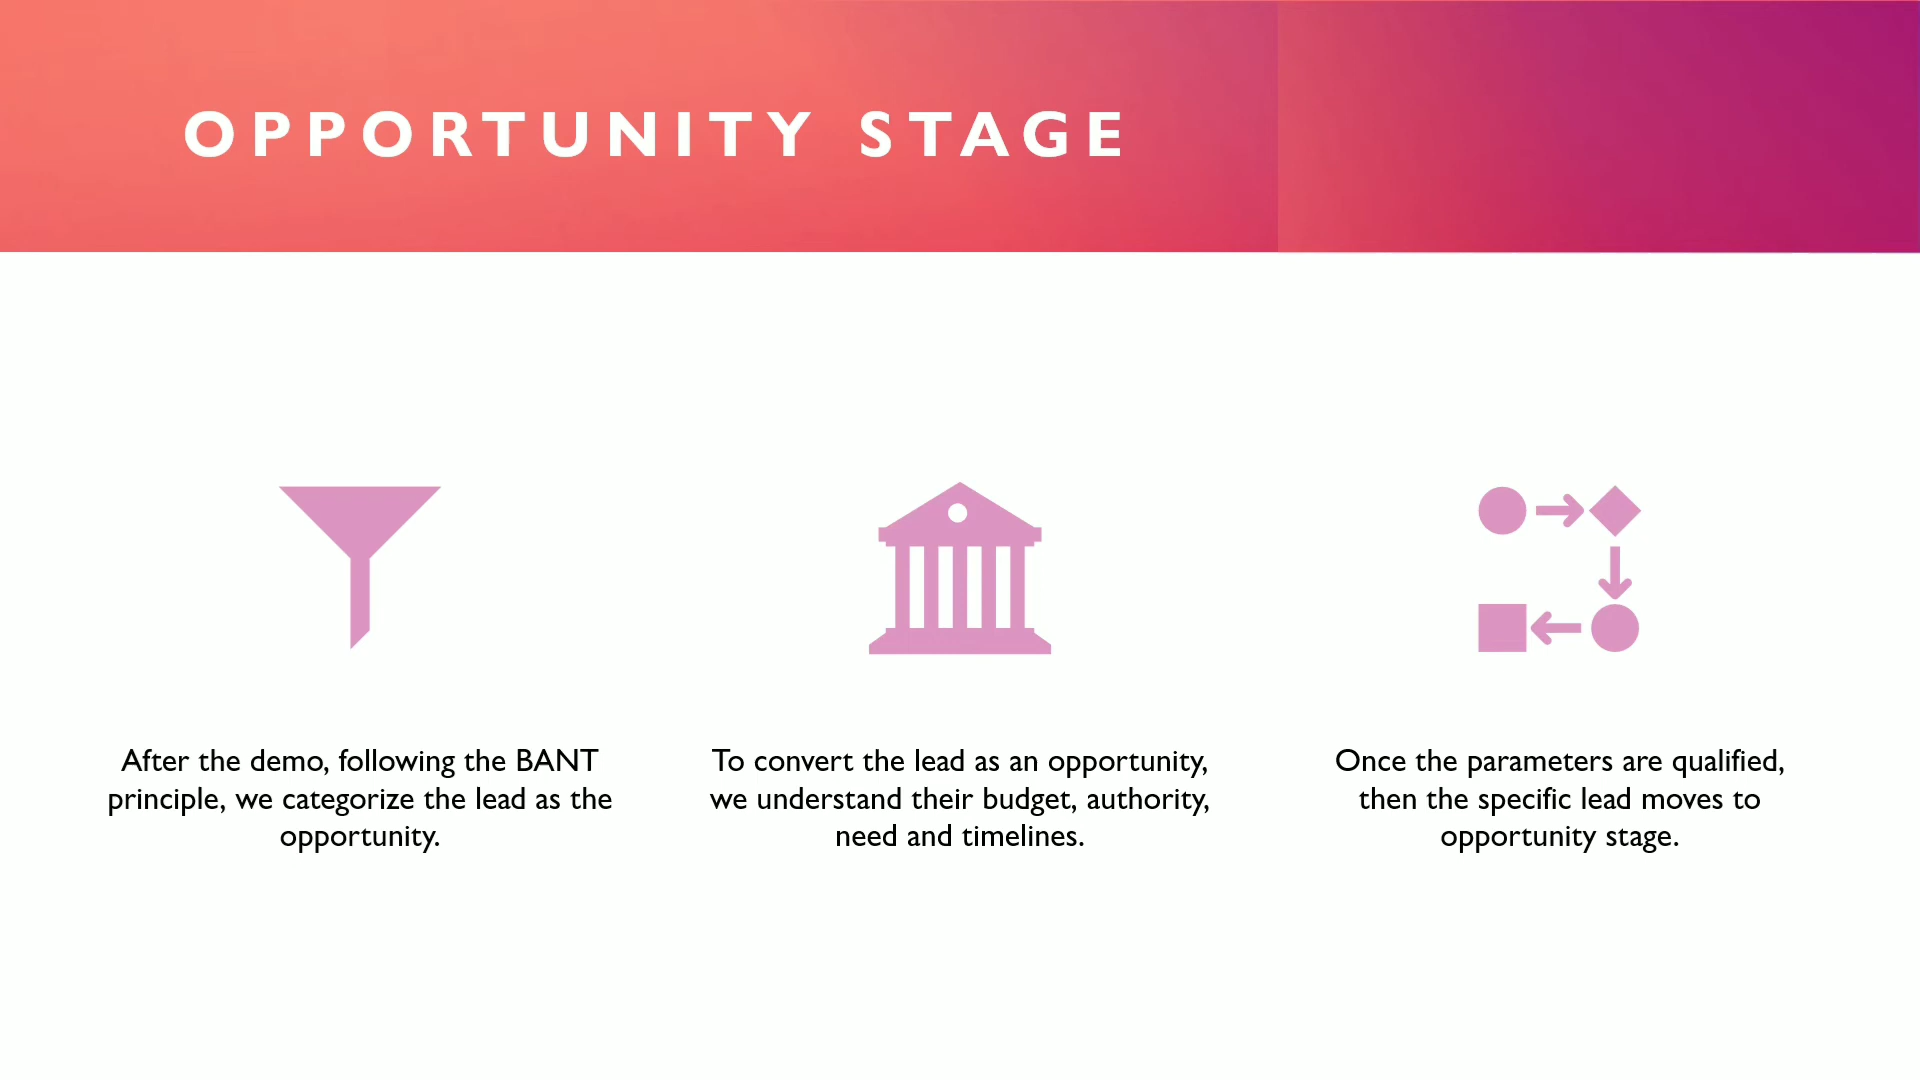 OPPORTUNITY STAGE
After the demo, following the BANT
principle, we categorize the lead as the
opportunity.
To convert the lead as an opportunity,
we understand their budget, authority,
need and timelines.
Once the parameters are qualified,
then the specific lead moves to
opportunity stage.